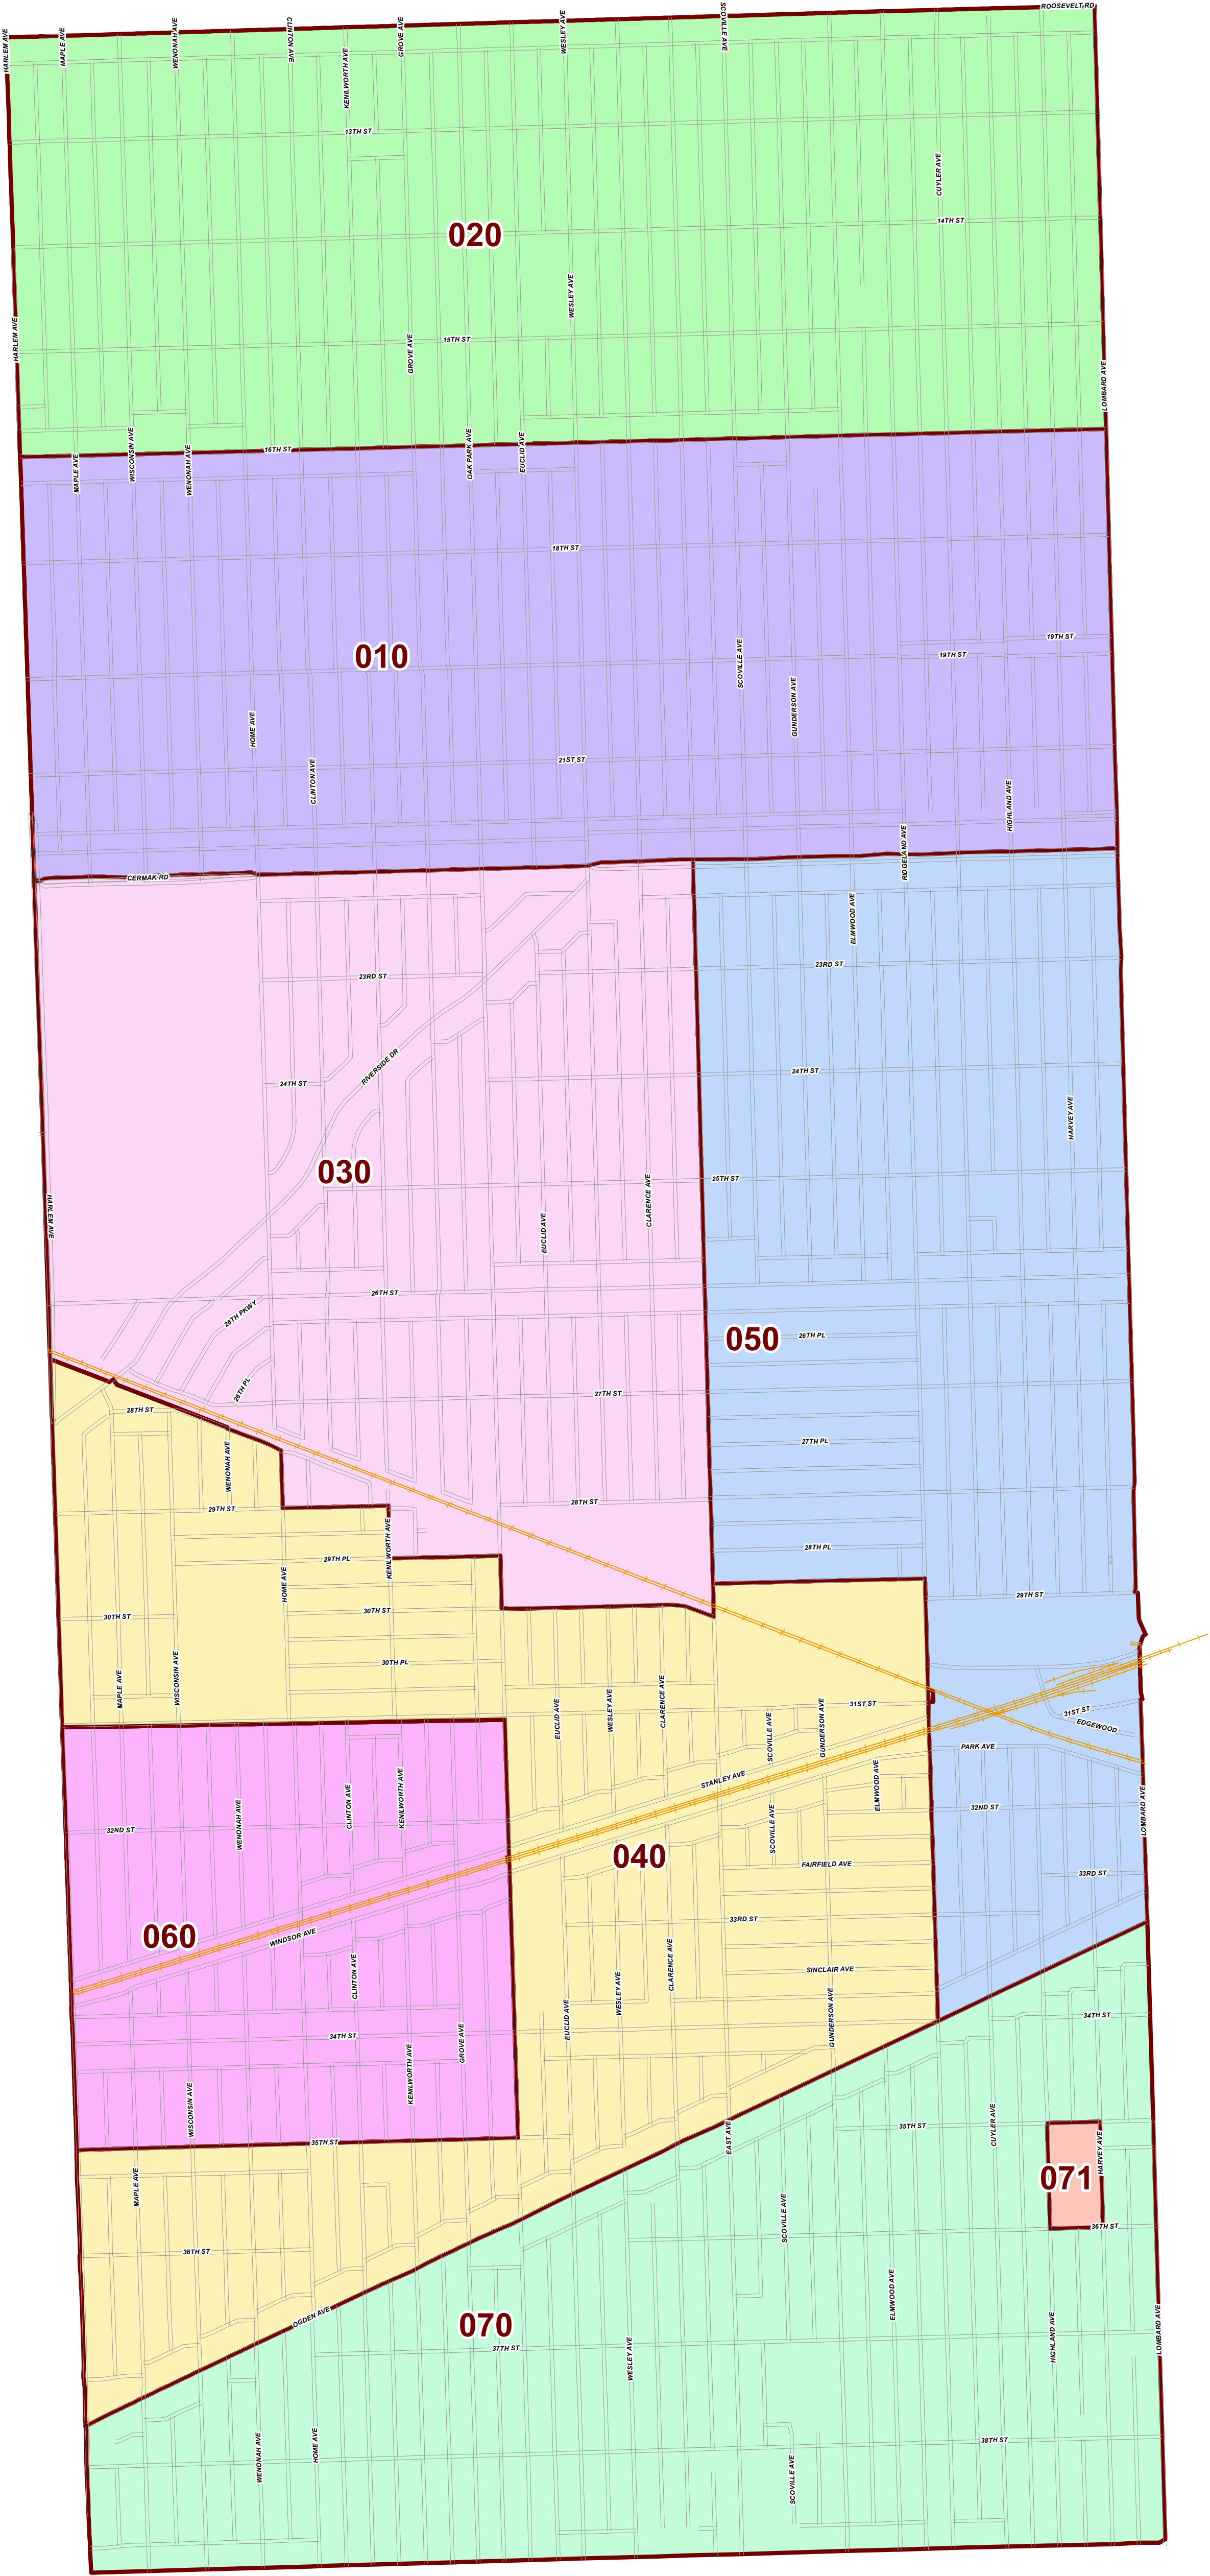 ROOSEVELT RD
HARLEM AVE
MAPLE AVE
WENONAH AVE
CLINTON AVE
KENILWORTH AVE
GROVE AVE
WESLEY AVE
SCOVILLE AVE
13TH ST
CUYLER AVE
14TH ST
020
WESLEY AVE
HARLEM AVE
15TH ST
GROVE AVE
LOMBARD AVE
16TH ST
MAPLE AVE
WISCONSIN AVE
WENONAH AVE
OAK PARK AVE
EUCLID AVE
18TH ST
19TH ST
19TH ST
010
SCOVILLE AVE
GUNDERSON AVE
HOME AVE
CLINTON AVE
21ST ST
HIGHLAND AVE
RIDGELAND AVE
CERMAK RD
ELMWOOD AVE
23RD ST
23RD ST
RIVERSIDE DR
24TH ST
24TH ST
HARVEY AVE
030
25TH ST
HARLEM AVE
CLARENCE AVE
EUCLID AVE
26TH ST
26TH PKWY
050
26TH PL
26TH PL
27TH ST
28TH ST
27TH PL
WENONAH AVE
29TH ST
28TH ST
KENILWORTH AVE
28TH PL
29TH PL
HOME AVE
29TH ST
30TH ST
30TH ST
30TH PL
MAPLE AVE
WISCONSIN AVE
EUCLID AVE
WESLEY AVE
CLARENCE AVE
31ST ST
31ST ST
EDGEWOOD
SCOVILLE AVE
GUNDERSON AVE
PARK AVE
STANLEY AVE
ELMWOOD AVE
CLINTON AVE
KENILWORTH AVE
WENONAH AVE
32ND ST
32ND ST
LOMBARD AVE
SCOVILLE AVE
040
FAIRFIELD AVE
33RD ST
33RD ST
060
WINDSOR AVE
CLINTON AVE
CLARENCE AVE
SINCLAIR AVE
WESLEY AVE
EUCLID AVE
GUNDERSON AVE
34TH ST
34TH ST
GROVE AVE
KENILWORTH AVE
WISCONSIN AVE
35TH ST
35TH ST
EAST AVE
CUYLER AVE
HARVEY AVE
071
MAPLE AVE
SCOVILLE AVE
36TH ST
36TH ST
ELMWOOD AVE
OGDEN AVE
070
37TH ST
WESLEY AVE
HIGHLAND AVE
LOMBARD AVE
38TH ST
WENONAH AVE
HOME AVE
SCOVILLE AVE